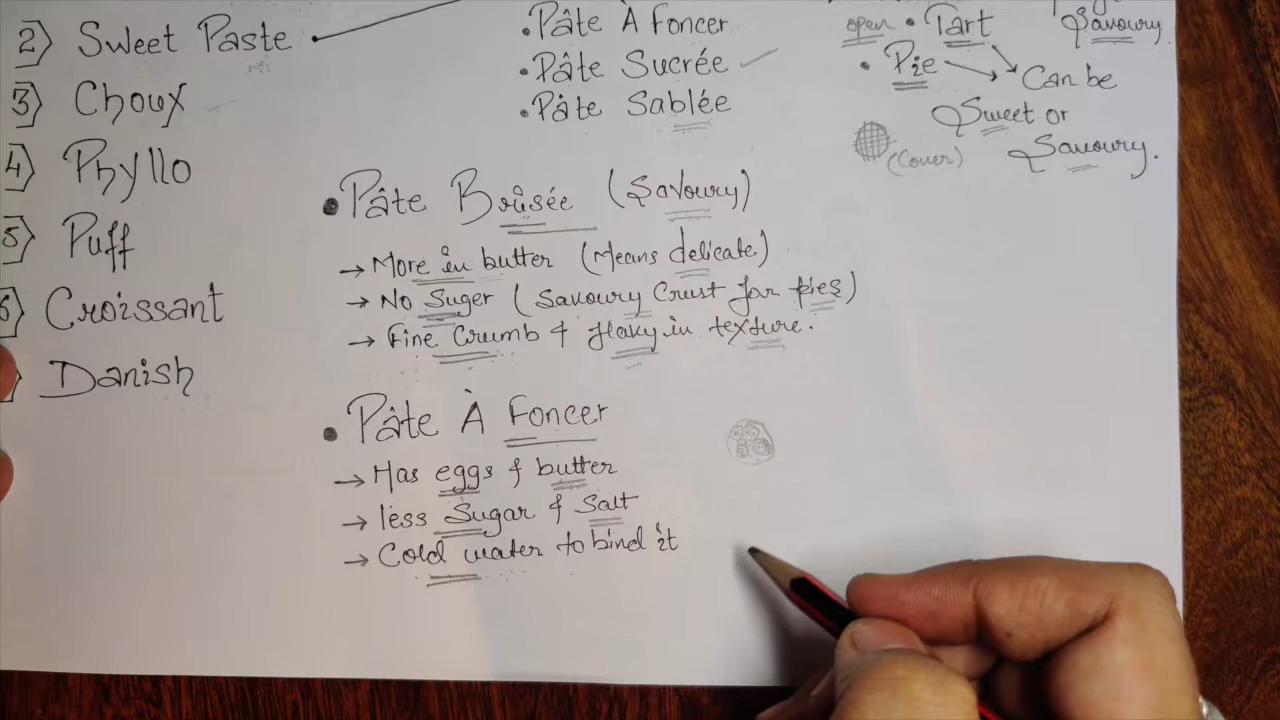 2) Sweet Paste
3) Choux
4) Phyllo
5) Puff
6) Croissant
) Danish
• Pâte À Foncer
• Pâte Sucrée
• Pâte Sablée
open • Tart
Savoury
• Pie
Can be
Sweet or
Savoury.
(Cover)
• Pâte Brûsée (Savoury)
→ More in butter (Means delicate)
→ No Suger (Savoury Crust for pies)
→ Fine Crumb & flaky in texture.
• Pâte À Foncer
→ Has eggs & butter
→ less Sugar & Salt
→ Cold water to bind it